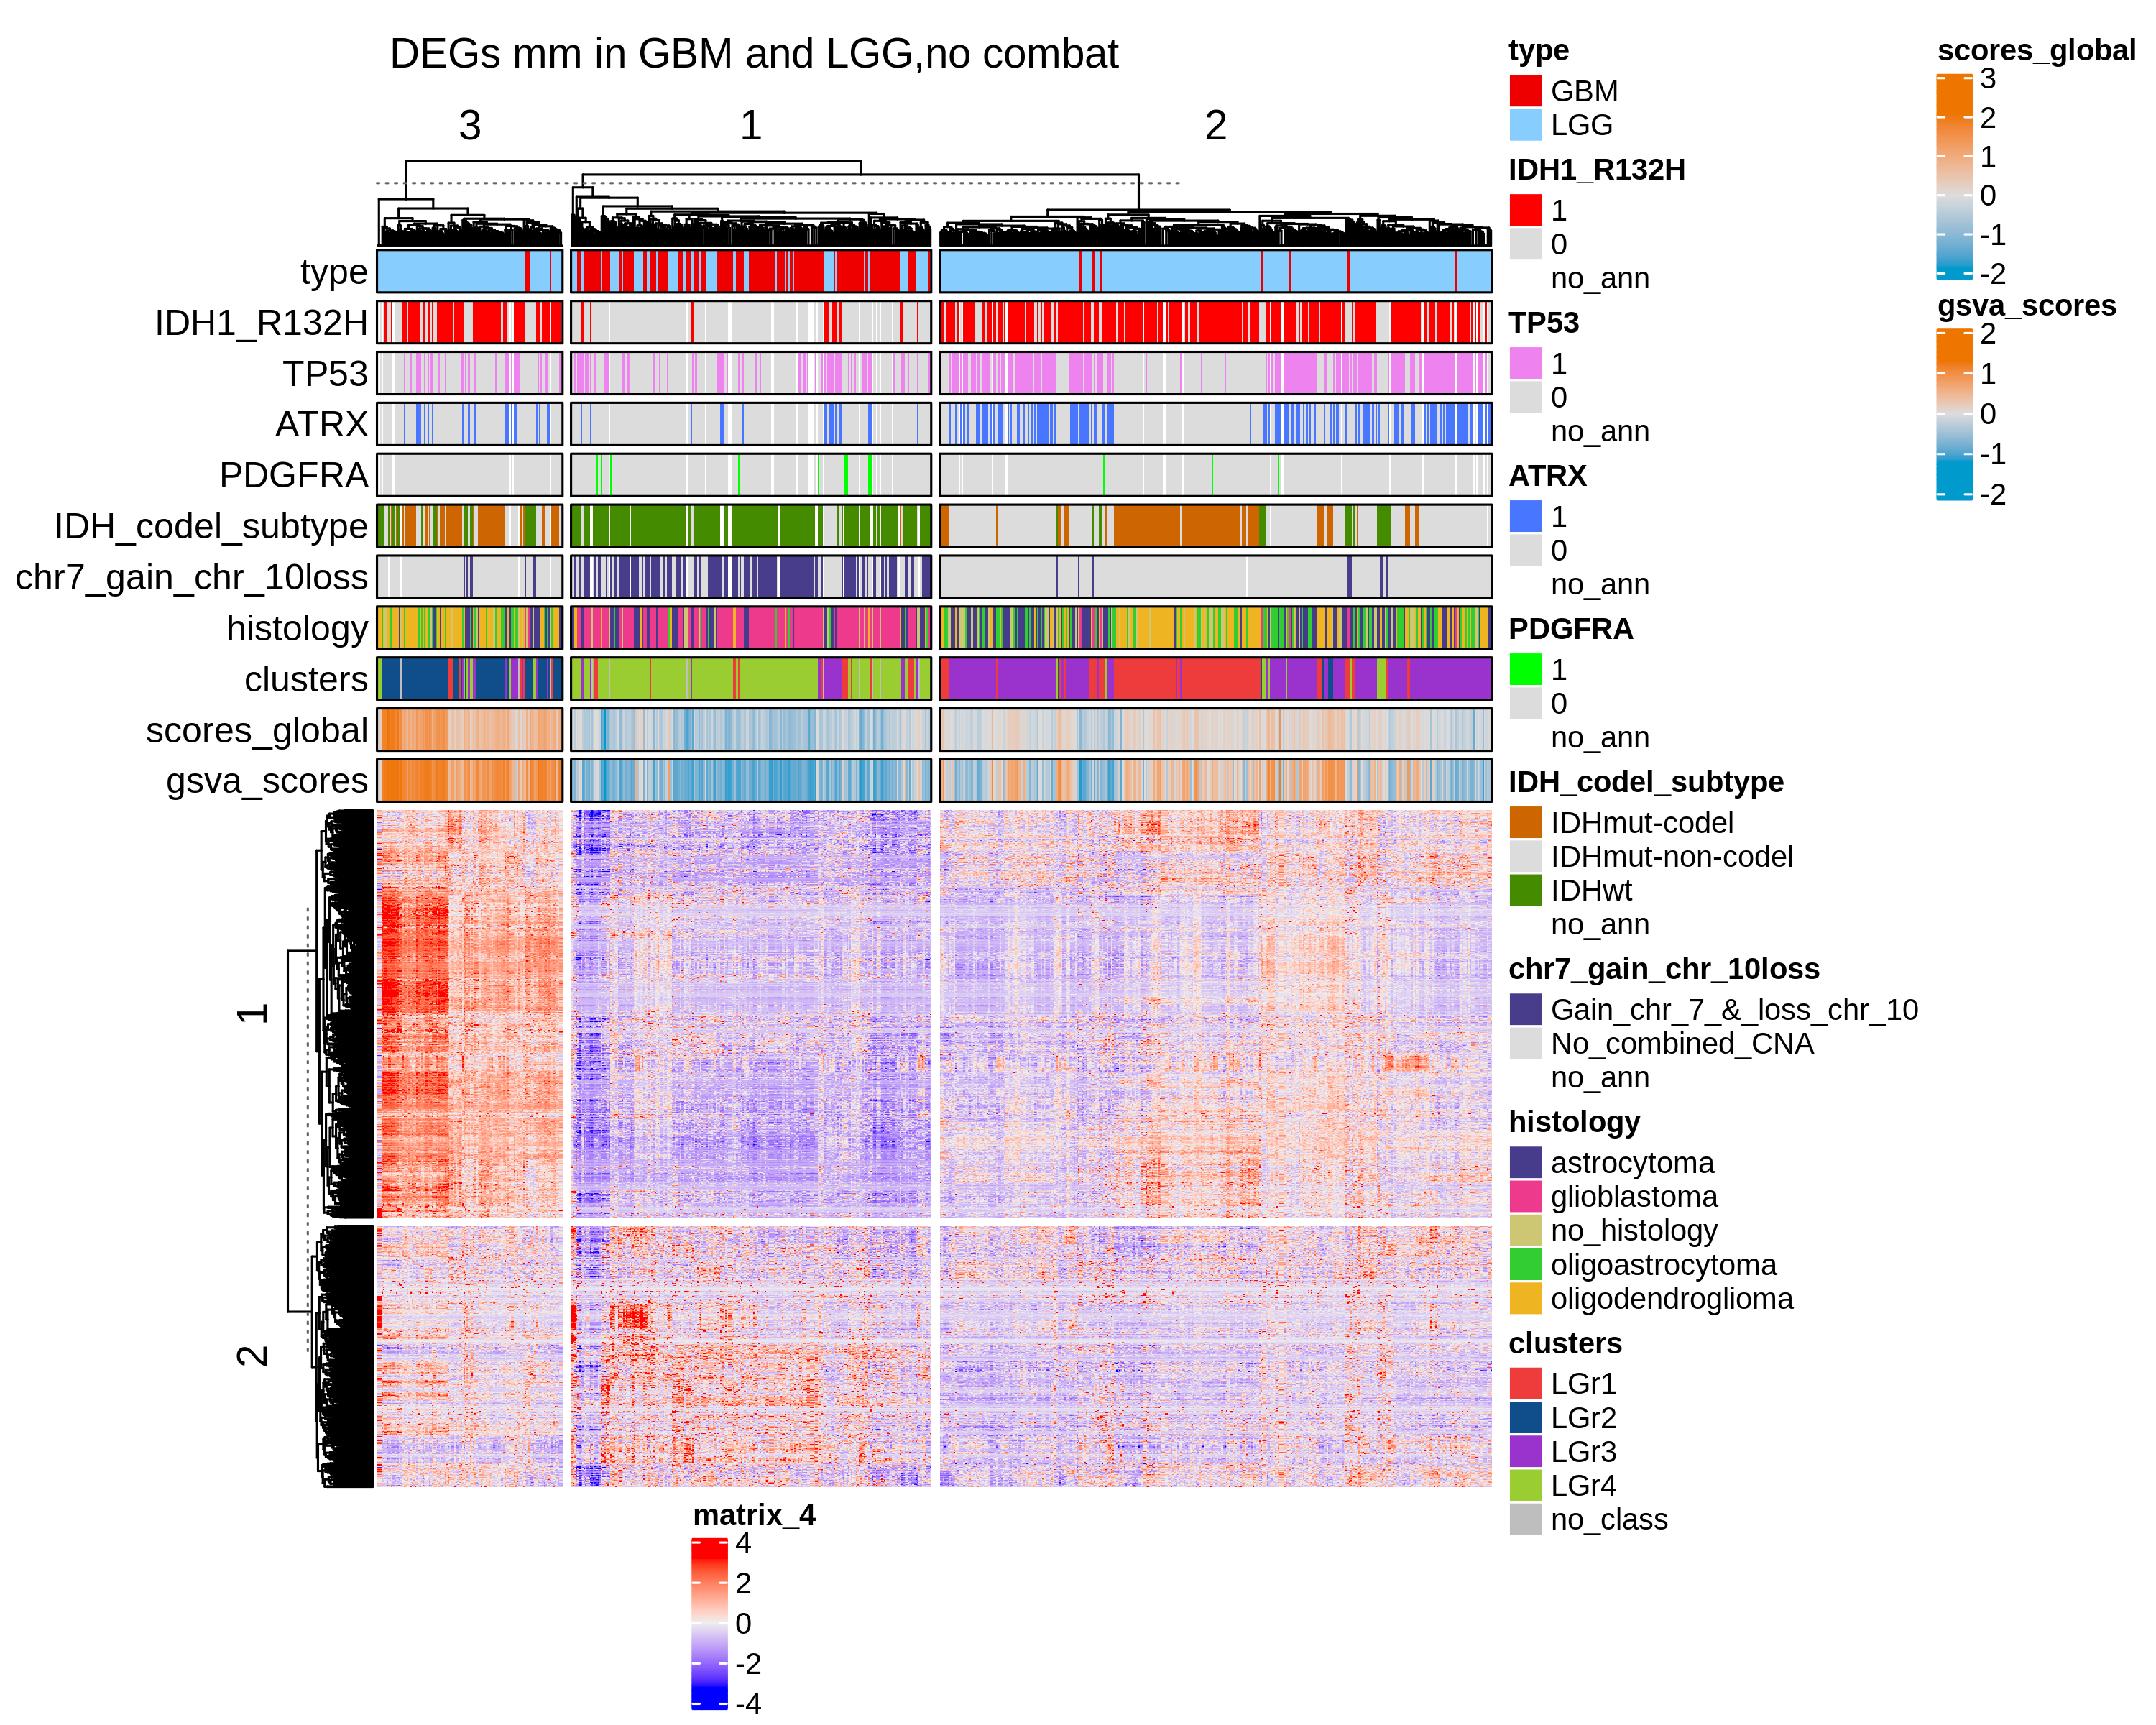 DEGs mm in GBM and LGG,no combat
3
1
2
type
IDH1_R132H
TP53
ATRX
PDGFRA
IDH_codel_subtype
chr7_gain_chr_10loss
histology
clusters
scores_global
gsva_scores
1
2
matrix_4
4
2
0
-2
-4
type
GBM
LGG
IDH1_R132H
1
0
no_ann
TP53
1
0
no_ann
ATRX
1
0
no_ann
PDGFRA
1
0
no_ann
IDH_codel_subtype
IDHmut-codel
IDHmut-non-codel
IDHwt
no_ann
chr7_gain_chr_10loss
Gain_chr_7_&_loss_chr_10
No_combined_CNA
no_ann
histology
astrocytoma
glioblastoma
no_histology
oligoastrocytoma
oligodendroglioma
clusters
LGr1
LGr2
LGr3
LGr4
no_class
scores_global
3
2
1
0
-1
-2
gsva_scores
2
1
0
-1
-2